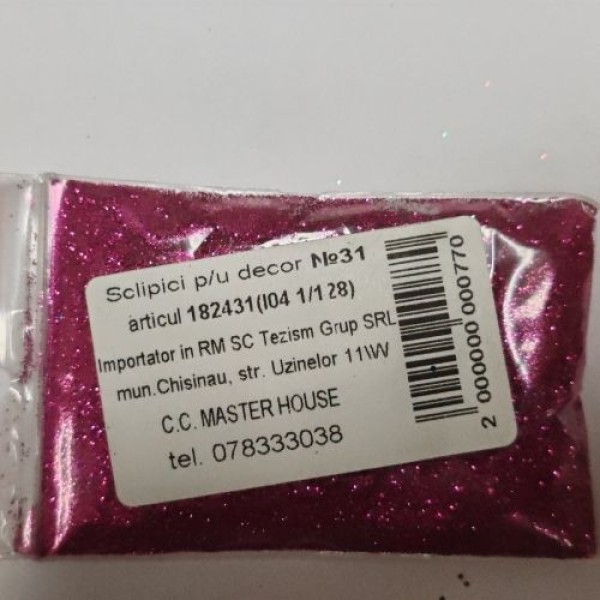 Sclipici p/u decor №31
articul 182431(I04 1/128)
Importator in RM SC Tezism Grup SRL
mun.Chisinau, str. Uzinelor 11\W
C.C. MASTER HOUSE
tel. 078333038
2 000000 000770